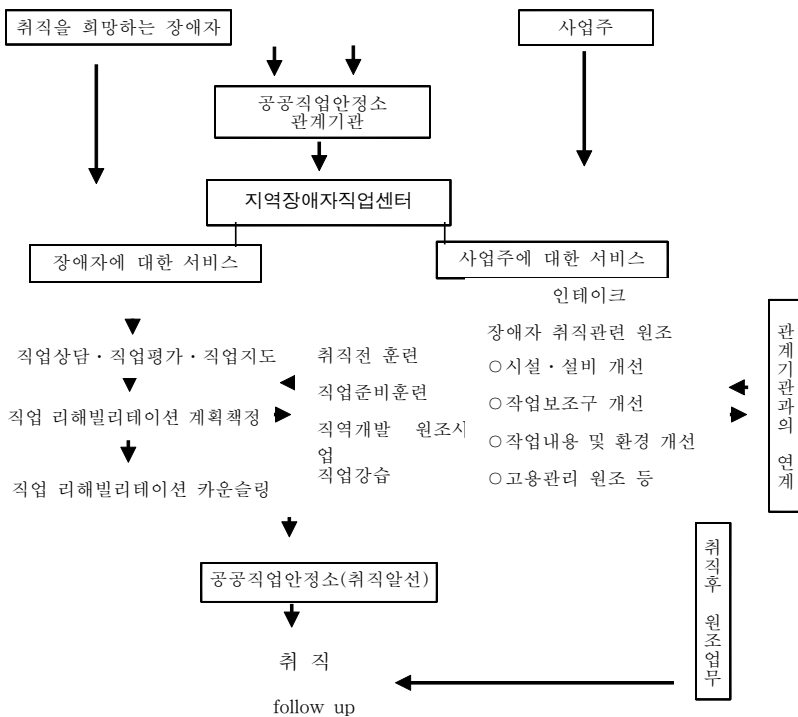 취직을 희망하는 장애자
사업주
공공직업안정소
관계기관
지역장애자직업센터
장애자에 대한 서비스
사업주에 대한 서비스
인테이크
장애자 취직관련 원조
○시설・설비 개선
○작업보조구 개선
○작업내용 및 환경 개선
○고용관리 원조 등
직업상담・직업평가・직업지도
직업 리해빌리테이션 계획책정
직업 리해빌리테이션 카운슬링
취직전 훈련
직업준비훈련
직역개발 원조사
업
직업강습
관계기관과의 연계
취직후 원조업무
공공직업안정소(취직알선)
취 직
follow up